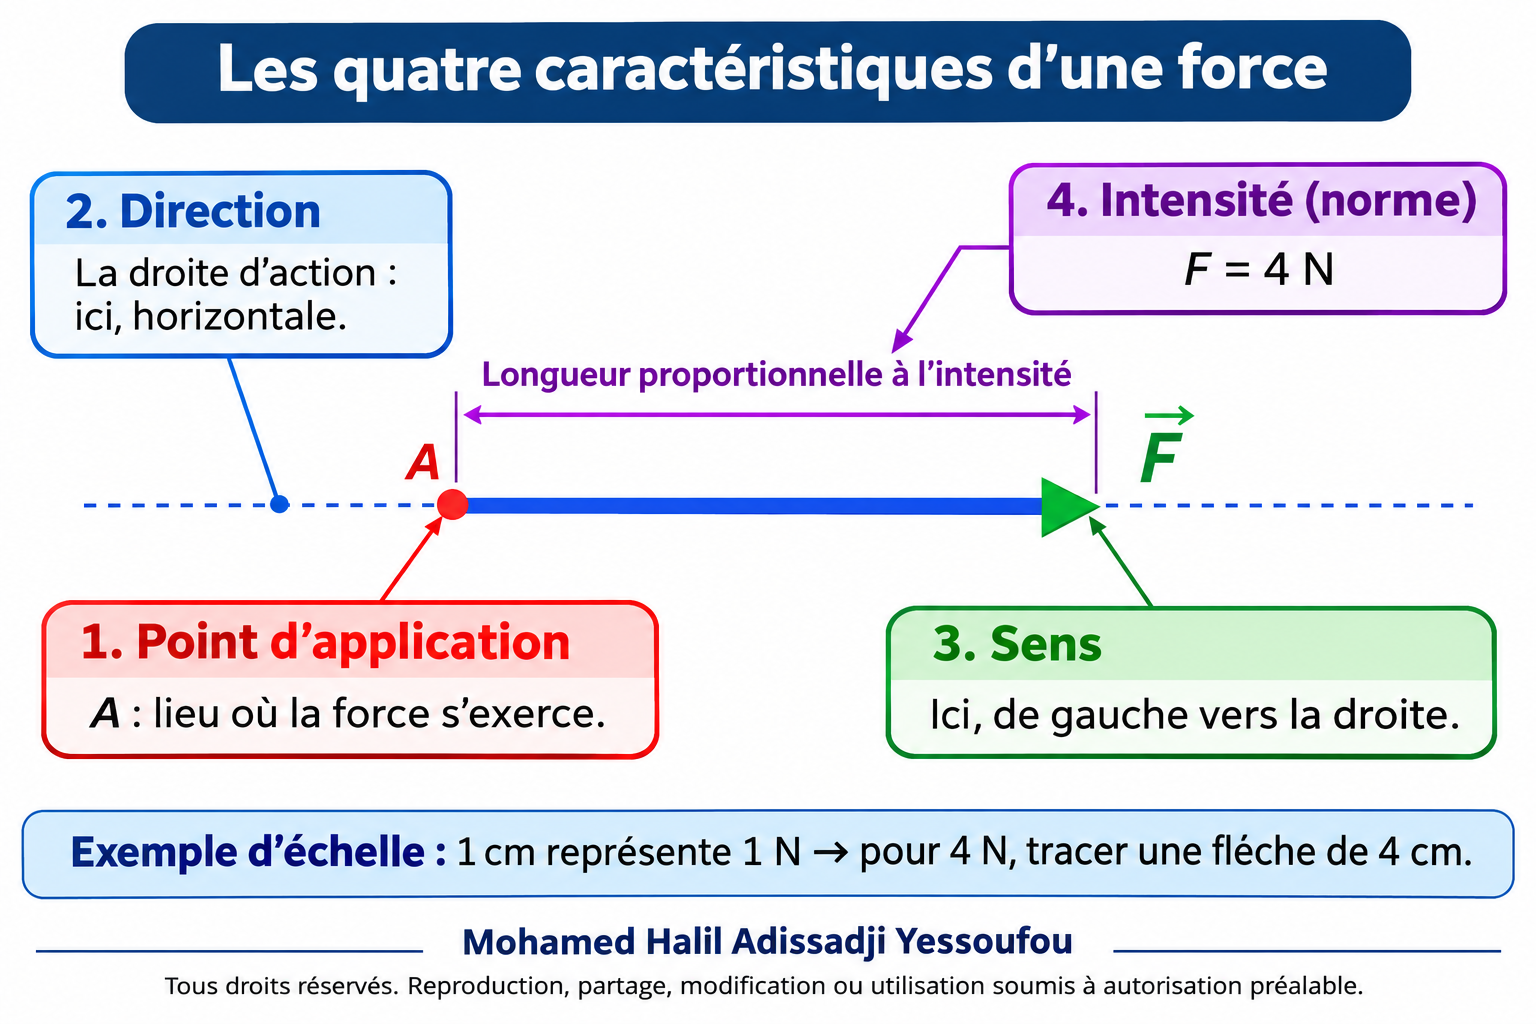 Les quatre caractéristiques d’une force
2. Direction
La droite d’action :
ici, horizontale.
4. Intensité (norme)
F = 4 N
Longueur proportionnelle à l’intensité
A
F
1. Point d’application
A : lieu où la force s’exerce.
3. Sens
Ici, de gauche vers la droite.
Exemple d’échelle : 1 cm représente 1 N → pour 4 N, tracer une fléche de 4 cm.
Mohamed Halil Adissadji Yessoufou
Tous droits réservés. Reproduction, partage, modification ou utilisation soumis à autorisation préalable.